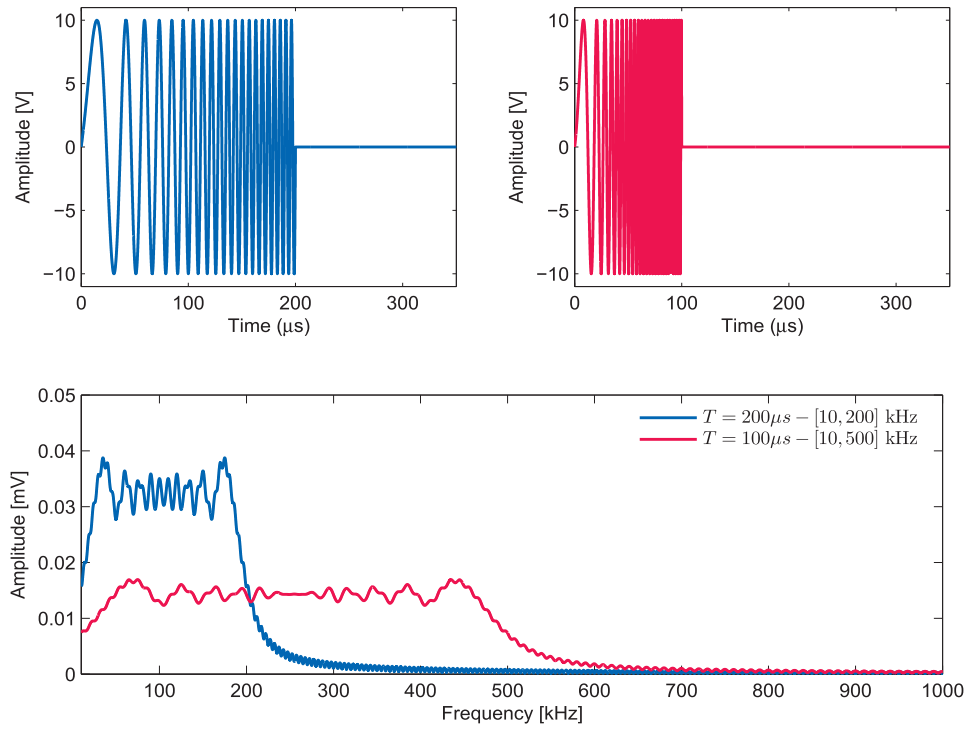 10
5
0
−5
−10
Amplitude [V]
0 100 200 300
Time (μs)
10
5
0
−5
−10
Amplitude [V]
0 100 200 300
Time (μs)
0.05
0.04
0.03
0.02
0.01
0
Amplitude [mV]
T = 200μs − [10, 200] kHz
T = 100μs − [10, 500] kHz
100 200 300 400 500 600 700 800 900 1000
Frequency [kHz]